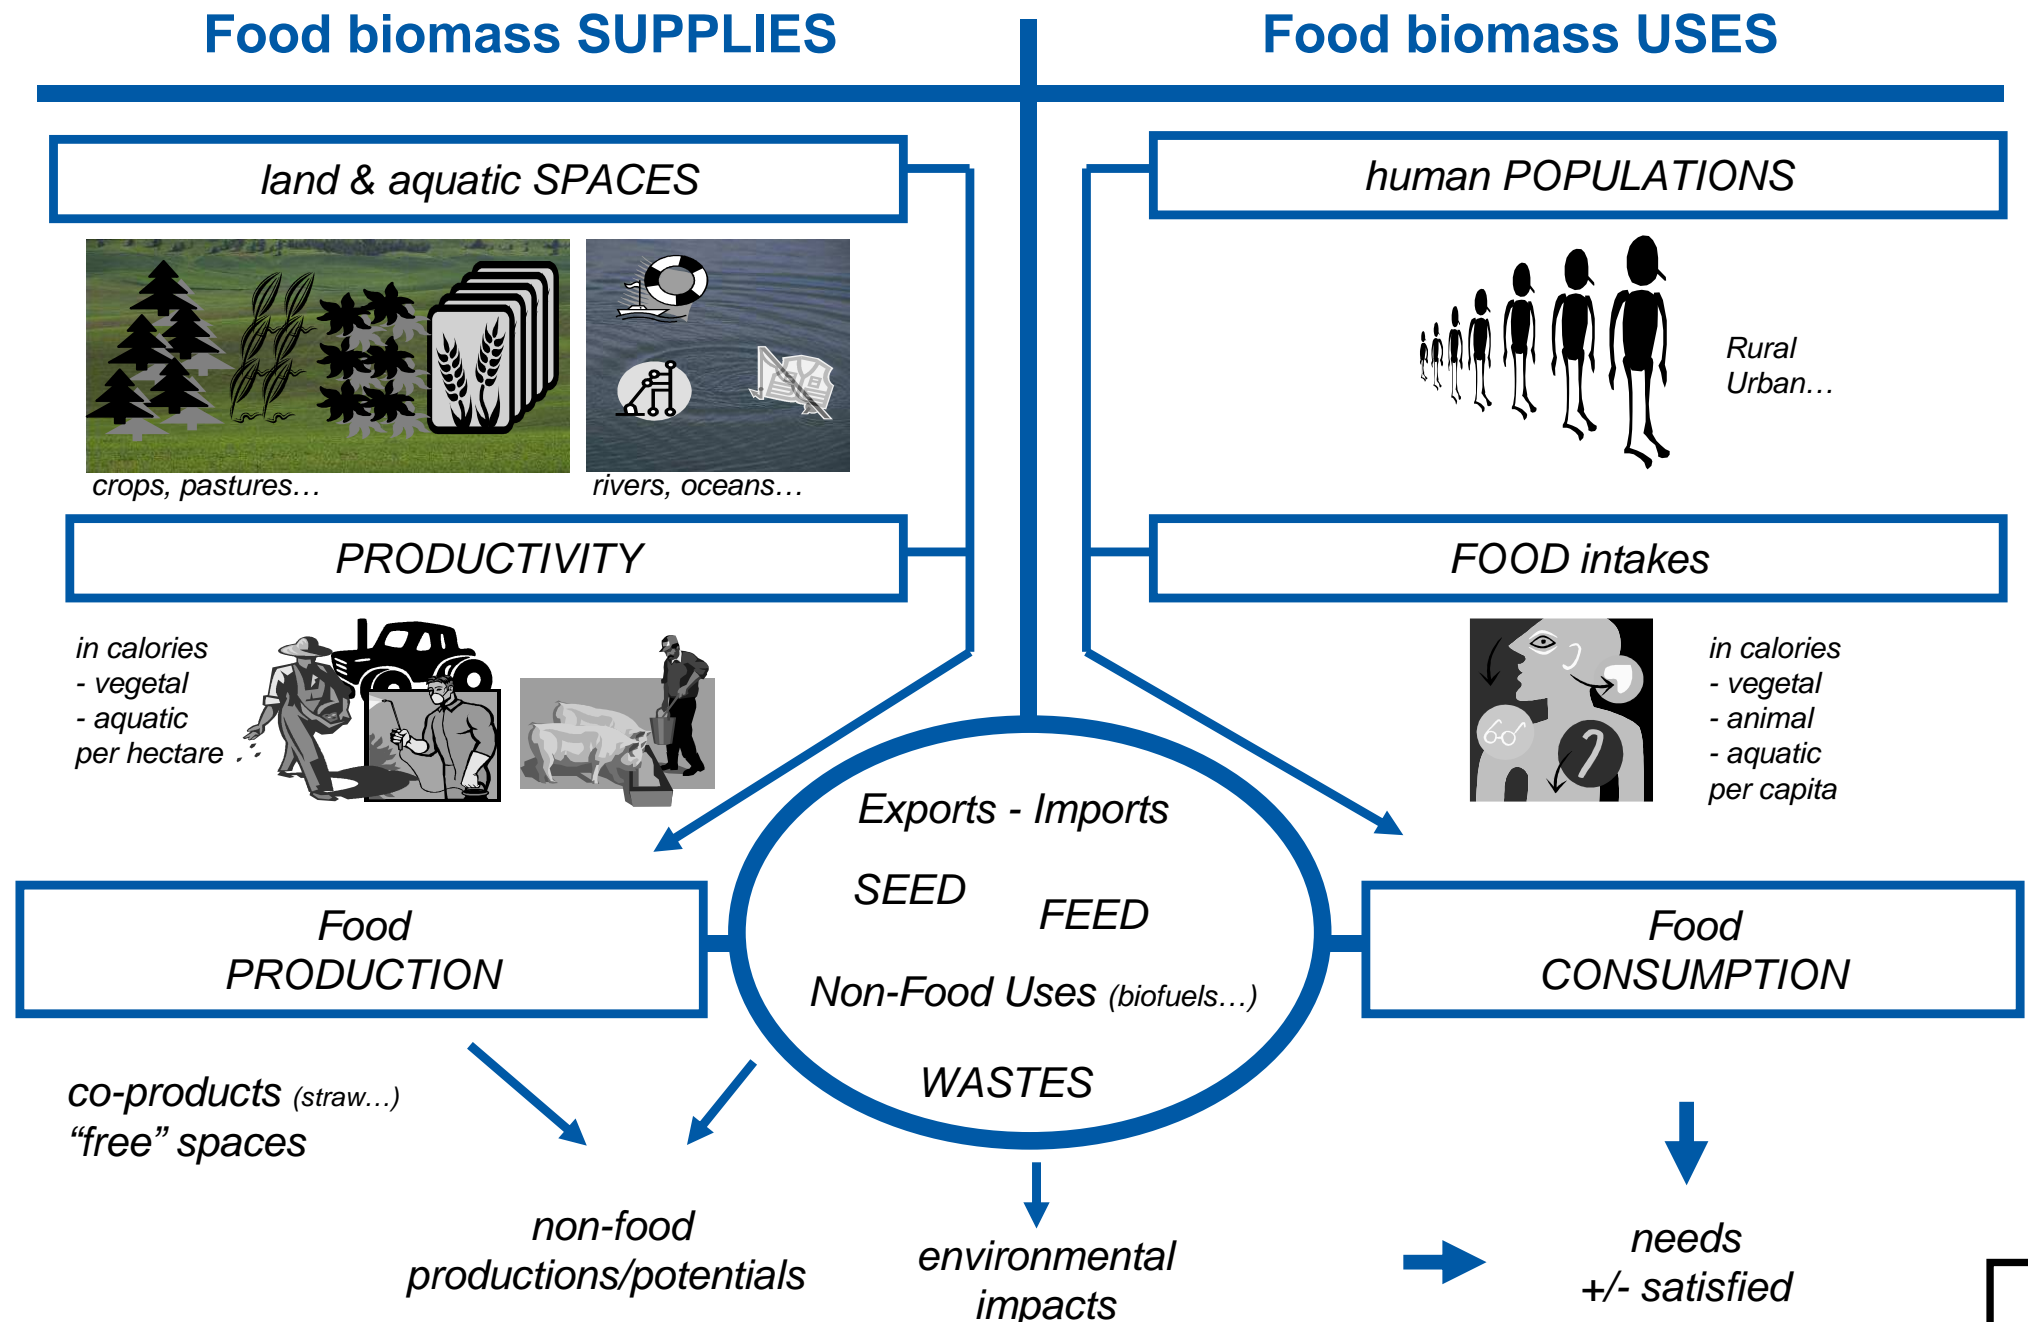 Food biomass SUPPLIES
Food biomass USES
land & aquatic SPACES
human POPULATIONS
Rural
Urban…
crops, pastures…
rivers, oceans…
PRODUCTIVITY
FOOD intakes
in calories
- vegetal
- aquatic
per hectare
in calories
- vegetal
- animal
- aquatic
per capita
Exports - Imports
SEED
FEED
Non-Food Uses (biofuels…)
WASTES
Food
PRODUCTION
Food
CONSUMPTION
co-products (straw…)
“free” spaces
non-food
productions/potentials
environmental
impacts
needs
+/- satisfied